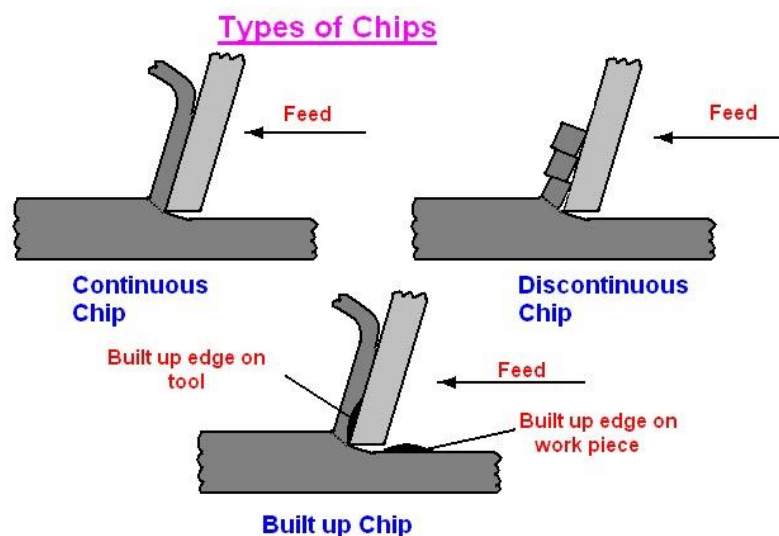 Types of Chips
Feed
Feed
Continuous
Chip
Discontinuous
Chip
Built up edge on
tool
Feed
Built up edge on
work piece
Built up Chip